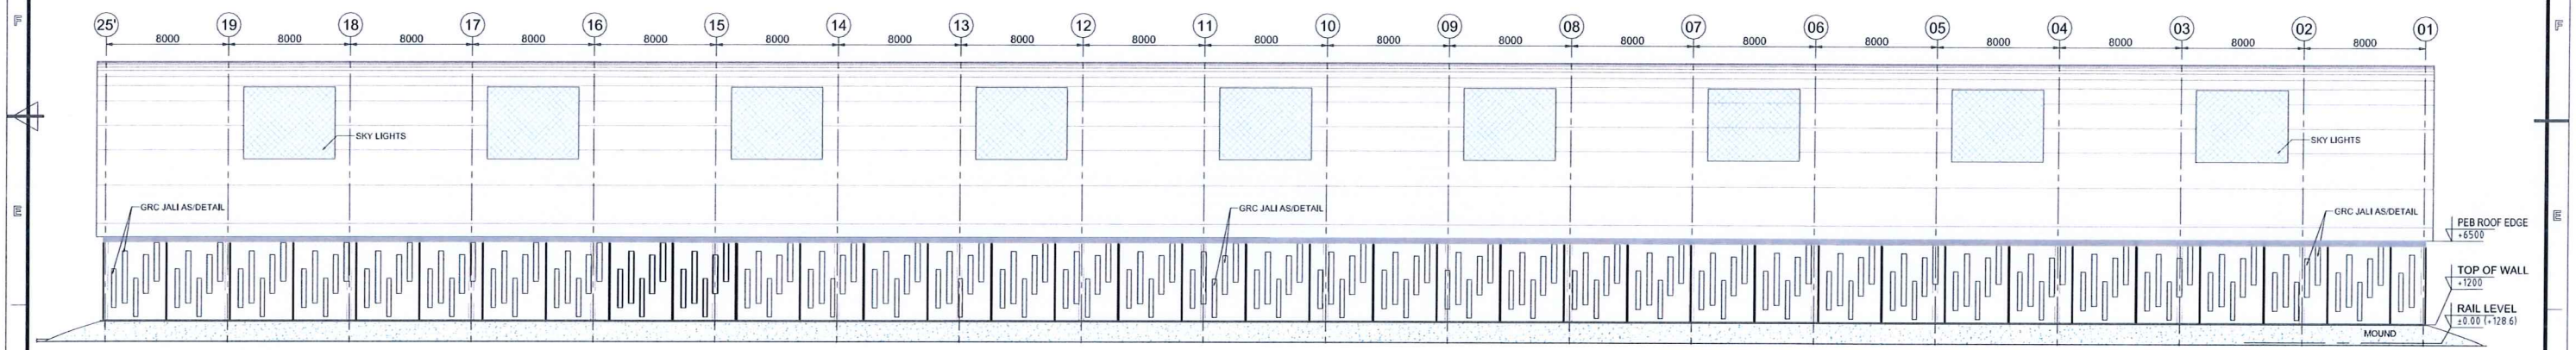 25' 19 18 17 16 15 14 13 12 11 10 09 08 07 06 05 04 03 02 01
8000 8000 8000 8000 8000 8000 8000 8000 8000 8000 8000 8000 8000 8000 8000 8000 8000 8000 8000
F F
SKY LIGHTS SKY LIGHTS
GRC JALI AS/DETAIL GRC JALI AS/DETAIL GRC JALI AS/DETAIL
E E
PEB ROOF EDGE
+6500
TOP OF WALL
+1200
RAIL LEVEL
±0.00 (+128.6)
MOUND